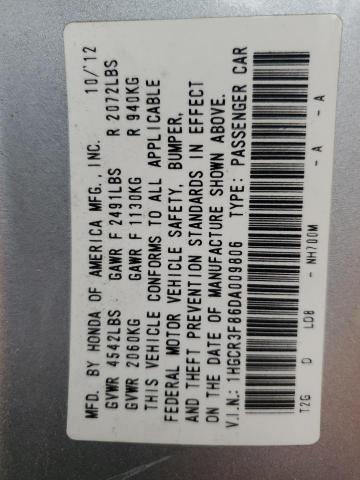 MFD. BY HONDA OF AMERICA MFG., INC. 10/'12
GVWR 4542LBS GAWR F 2491LBS R 2072LBS
GVWR 2060KG GAWR F 1130KG R 940KG
THIS VEHICLE CONFORMS TO ALL APPLICABLE
FEDERAL MOTOR VEHICLE SAFETY, BUMPER,
AND THEFT PREVENTION STANDARDS IN EFFECT
ON THE DATE OF MANUFACTURE SHOWN ABOVE.
V.I.N.: 1HGCR3F86DA009806 TYPE: PASSENGER CAR
T2G D LD8 - NH700M - A - A